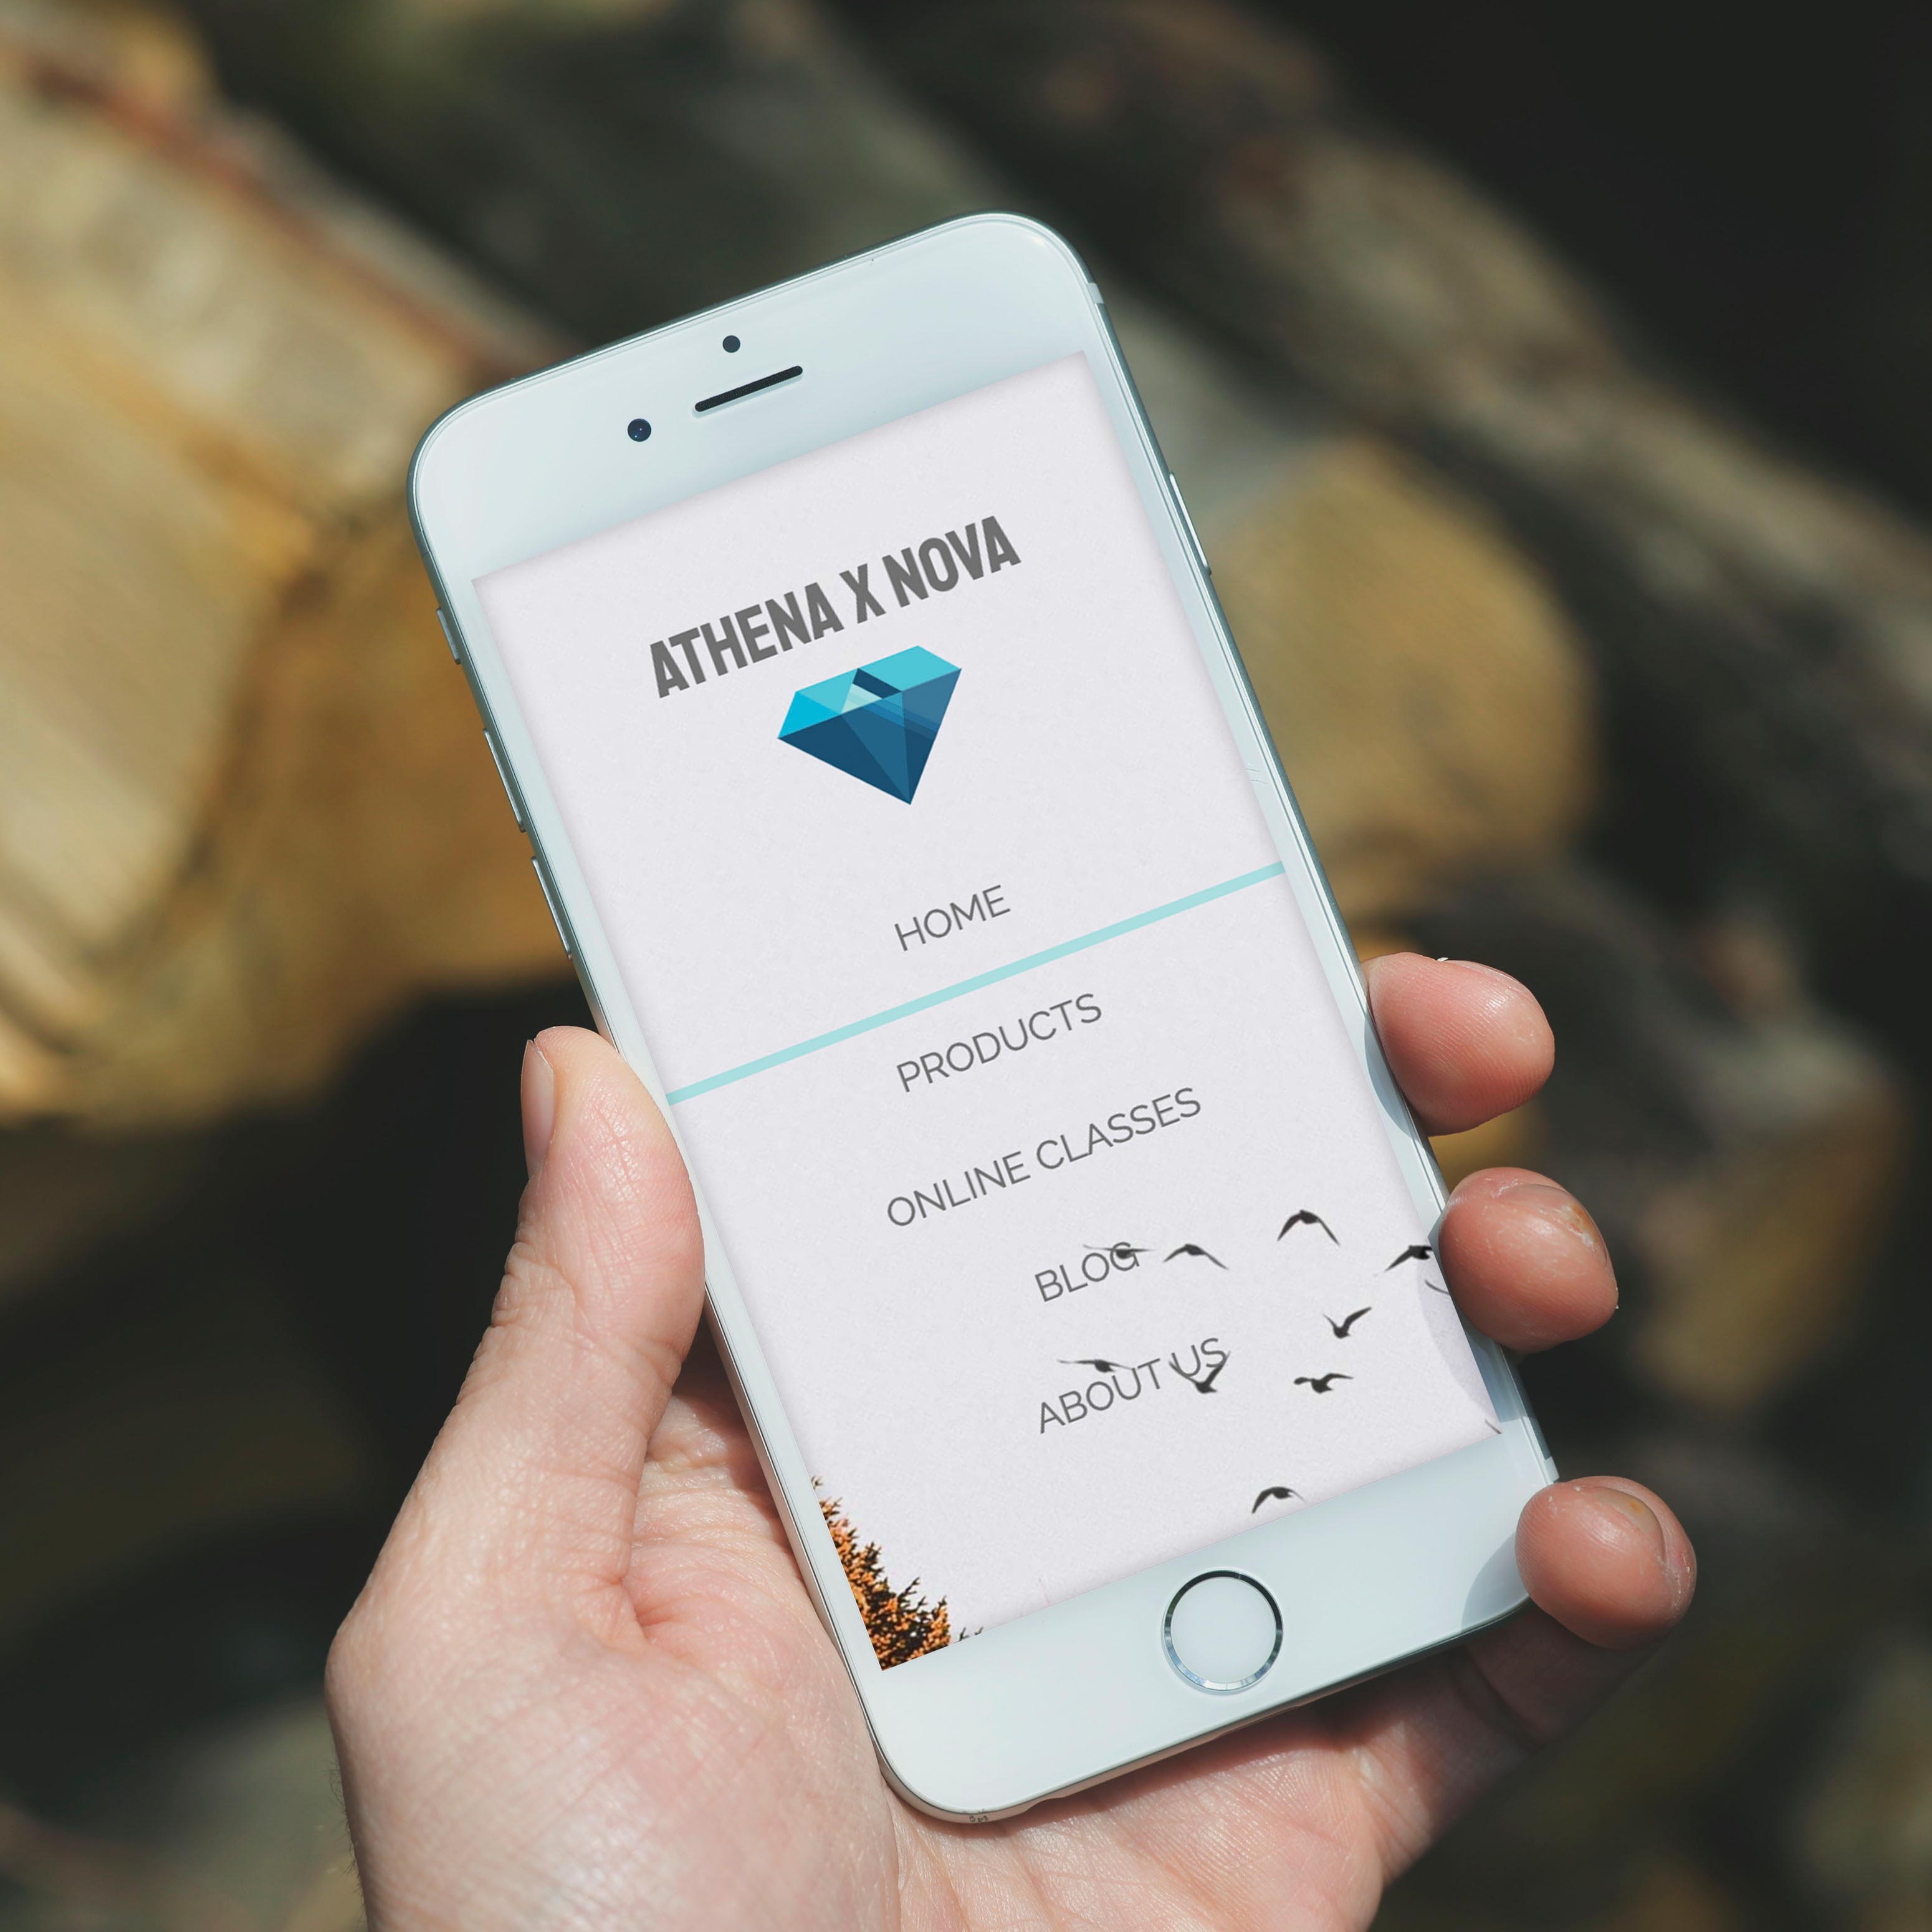 ATHENA X NOVA
HOME
PRODUCTS
ONLINE CLASSES
BLOG
ABOUT US